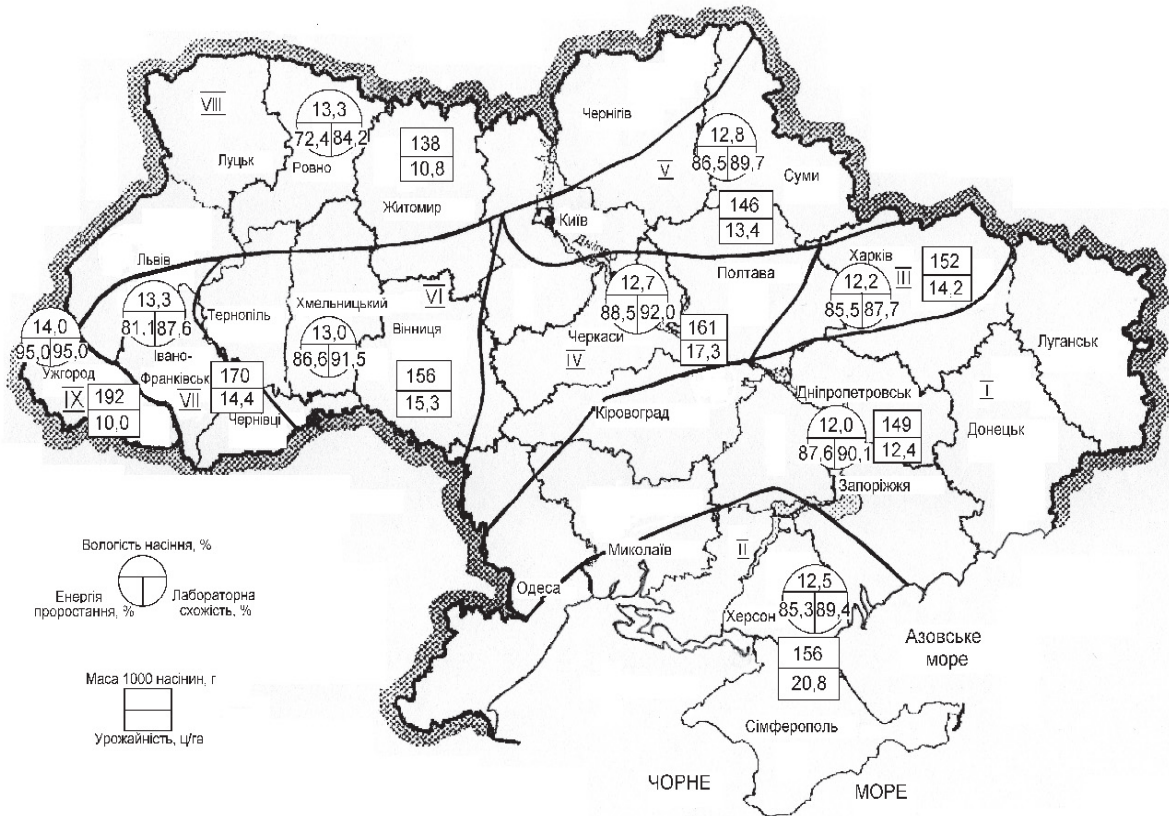 VIII
13,3
72,4 84,2
Ровно
Луцьк
138
10,8
Житомир
Чернігів
V
12,8
86,5 89,7
Суми
146
13,4
Київ
Дніпро
Львів
13,3
81,1 87,6
Івано-
Франківськ
VII
Тернопіль
Хмельницький
13,0
86,6 91,5
VI
Вінниця
156
15,3
170
14,4
Чернівці
14,0
95,0 95,0
Ужгород
IX
192
10,0
12,7
88,5 92,0
Черкаси
IV
161
17,3
Полтава
Харків
III
12,2
85,5 87,7
152
14,2
Луганськ
I
Донецьк
Дніпропетровськ
12,0
87,6 90,1
149
12,4
Запоріжжя
Кіровоград
Миколаїв
Одеса
II
Херсон
12,5
85,3 89,4
156
20,8
Сімферополь
Азовське
море
ЧОРНЕ
МОРЕ
Вологість насіння, %
Енергія
проростання, %
Лабораторна
схожість, %
Маса 1000 насінин, г
Урожайність, ц/га